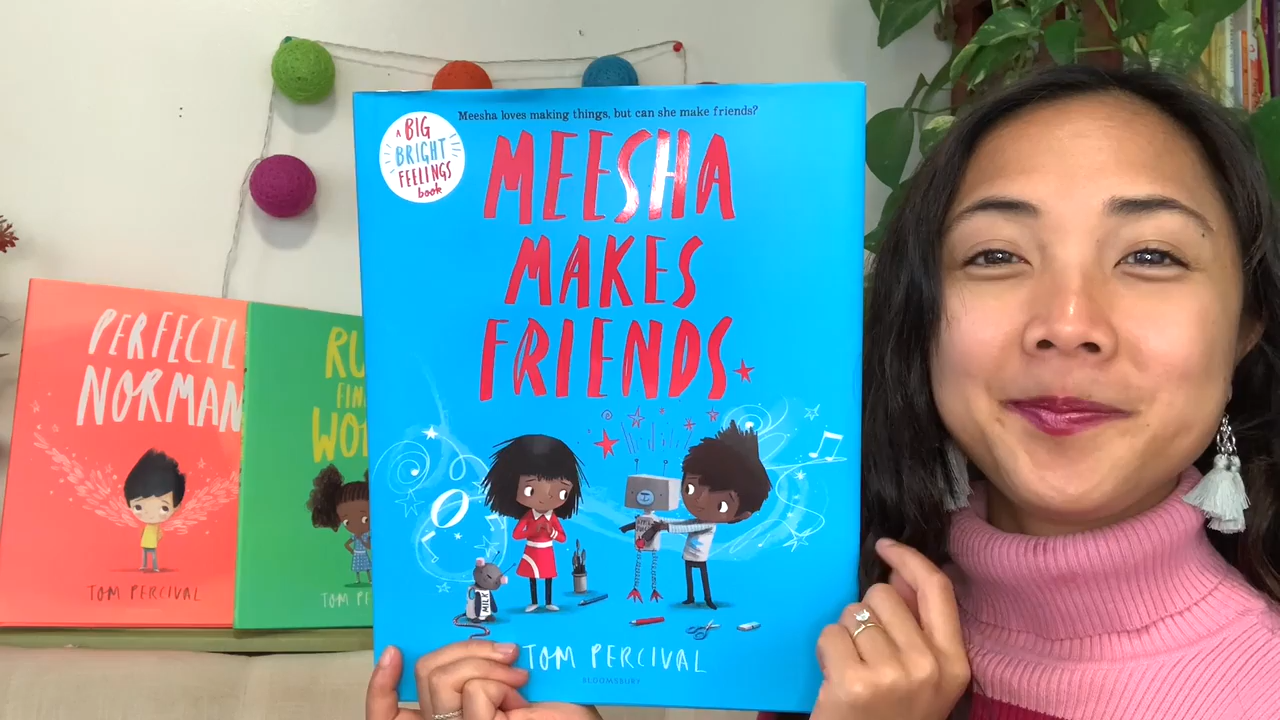 Meesha loves making things, but can she make friends?
A BIG
BRIGHT
FEELINGS
book
MEESHA
MAKES
FRIENDS
MILK
TOM PERCIVAL
BLOOMSBURY
PERFECTL
NORMAN
TOM PERCIVAL
RU
FIN
WO
TOM PE